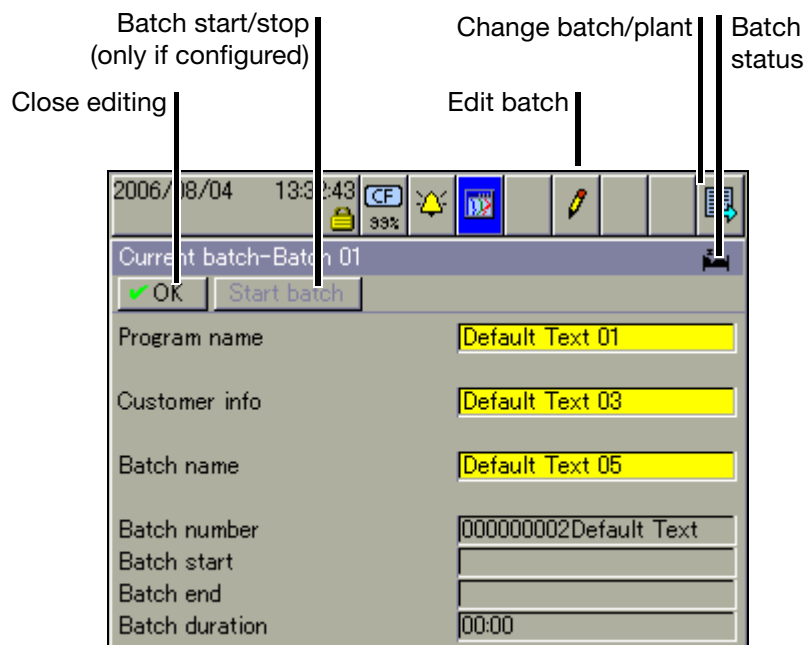 Batch start/stop
(only if configured)
Change batch/plant
Batch
status
Close editing
Edit batch
2006/08/04 13:32:43
CF
99%
Current batch-Batch 01
OK Start batch
Program name Default Text 01
Customer info Default Text 03
Batch name Default Text 05
Batch number 000000002Default Text
Batch start
Batch end
Batch duration 00:00